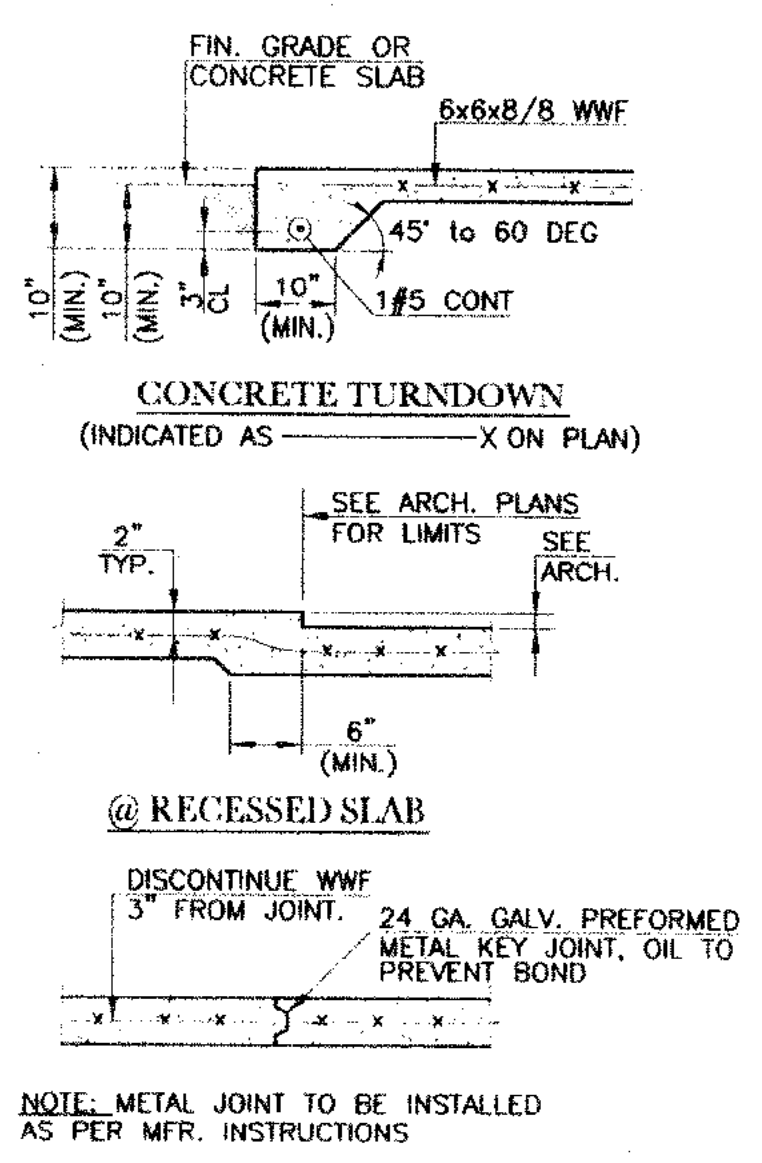 FIN. GRADE OR
CONCRETE SLAB
6x6x8/8 WWF
45° to 60 DEG
10"
(MIN.)
10"
(MIN.)
3"
CL
10"
(MIN.)
1#5 CONT
CONCRETE TURNDOWN
(INDICATED AS ———— X ON PLAN)
SEE ARCH. PLANS
FOR LIMITS
2"
TYP.
SEE
ARCH.
6"
(MIN.)
@ RECESSED SLAB
DISCONTINUE WWF
3" FROM JOINT.
24 GA. GALV. PREFORMED
METAL KEY JOINT, OIL TO
PREVENT BOND
NOTE: METAL JOINT TO BE INSTALLED
AS PER MFR. INSTRUCTIONS